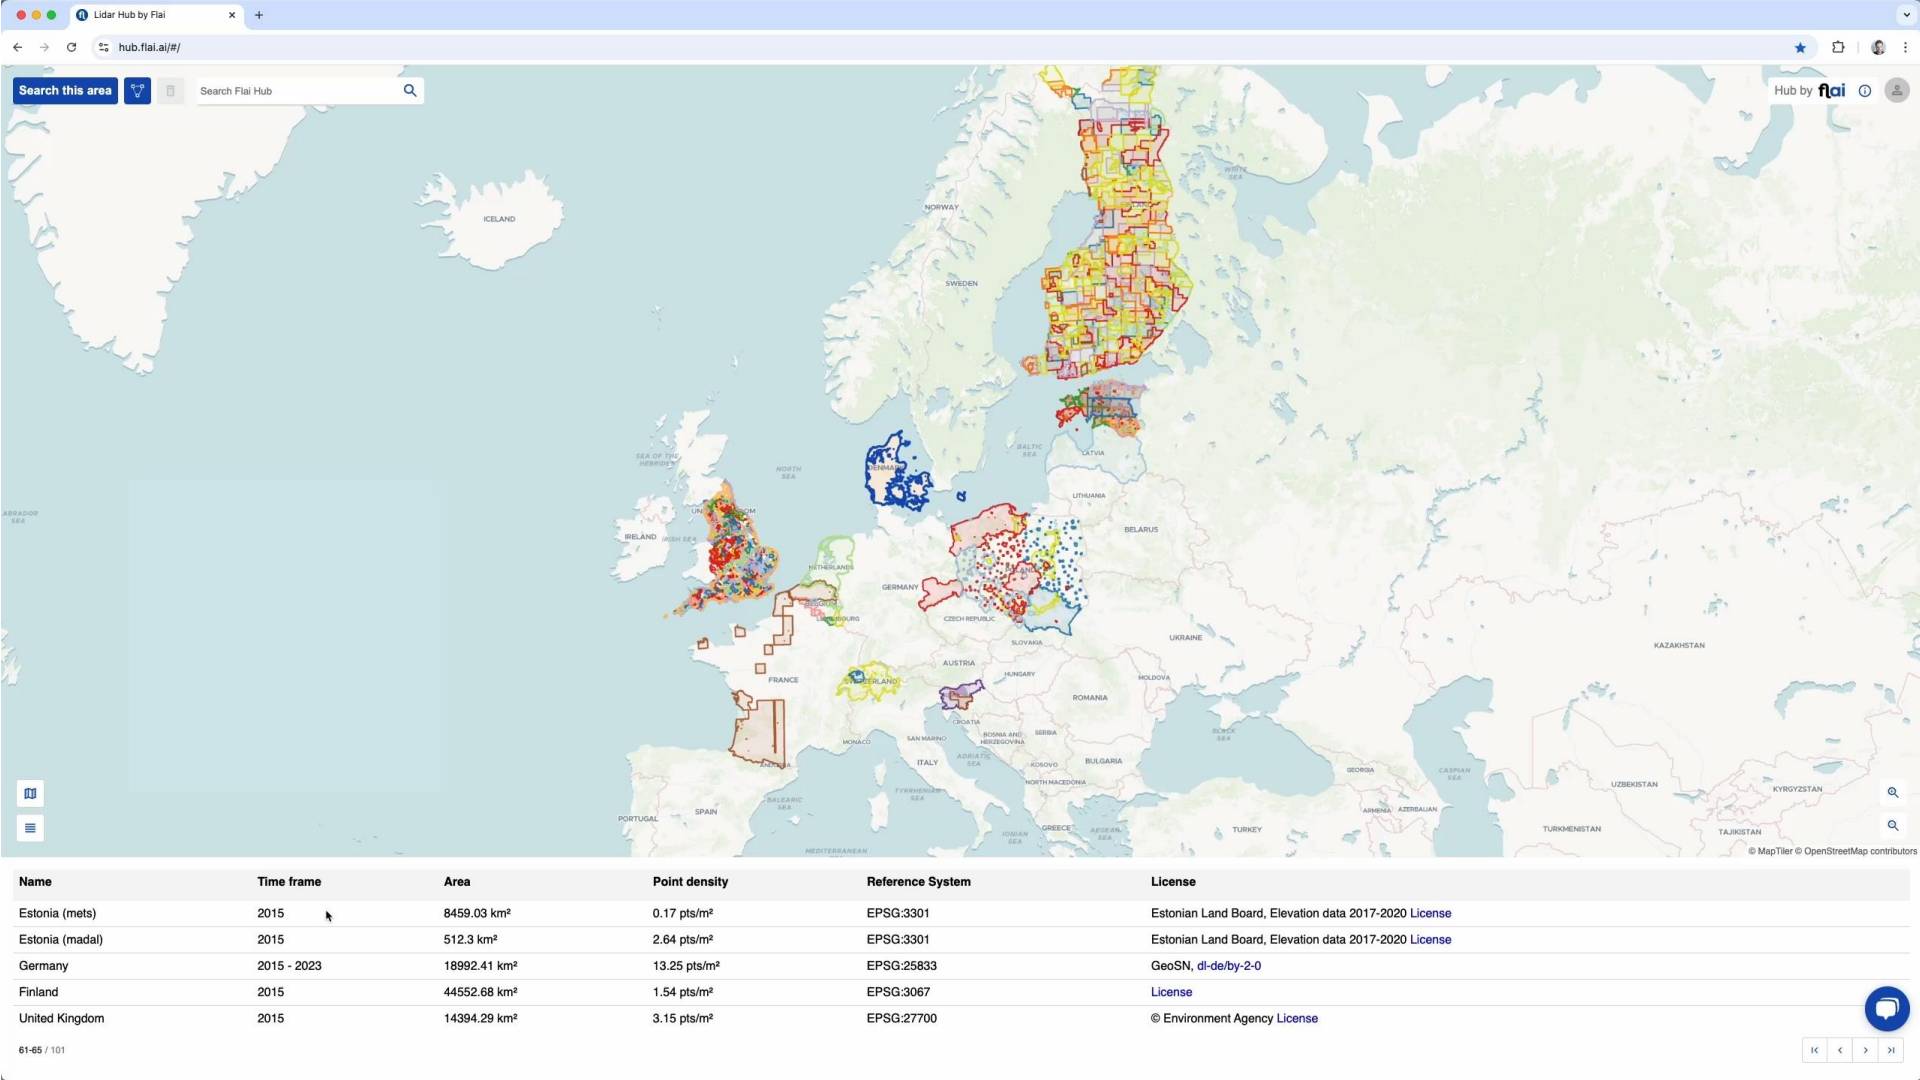 Lidar Hub by Flai
hub.flai.ai/#/
Search this area
Search Flai Hub
Hub by flai
WHITE SEA
NORWAY
ICELAND
SWEDEN
BALTIC SEA
LATVIA
SEA OF THE HEBRIDES
NORTH SEA
DENMARK
LITHUANIA
ABRADOR SEA
BELARUS
IRELAND
IRISH SEA
NETHERLANDS
GERMANY
BELGIUM
CZECH REPUBLIC
SLOVAKIA
UKRAINE
KAZAKHSTAN
AUSTRIA
HUNGARY
FRANCE
SWITZERLAND
MOLDOVA
ROMANIA
CROATIA
BLACK SEA
MONACO
SAN MARINO
BOSNIA AND HERZEGOVINA
SERBIA
ITALY
ADRIATIC SEA
KOSOVO
BULGARIA
ANDORRA
GEORGIA
CASPIAN SEA
NORTH MACEDONIA
UZBEKISTAN
KYRGYZSTAN
TYRRHENIAN SEA
BALEARIC SEA
SPAIN
PORTUGAL
ARMENIA
AZERBAIJAN
IONIAN SEA
GREECE
AEGEAN SEA
TURKEY
TURKMENISTAN
TAJIKISTAN
MEDITERRANEAN
© MapTiler © OpenStreetMap contributors
Name Time frame Area Point density Reference System License
Estonia (mets) 2015 8459.03 km² 0.17 pts/m² EPSG:3301 Estonian Land Board, Elevation data 2017-2020 License
Estonia (madal) 2015 512.3 km² 2.64 pts/m² EPSG:3301 Estonian Land Board, Elevation data 2017-2020 License
Germany 2015 - 2023 18992.41 km² 13.25 pts/m² EPSG:25833 GeoSN, dl-de/by-2-0
Finland 2015 44552.68 km² 1.54 pts/m² EPSG:3067 License
United Kingdom 2015 14394.29 km² 3.15 pts/m² EPSG:27700 © Environment Agency License
61-65 / 101